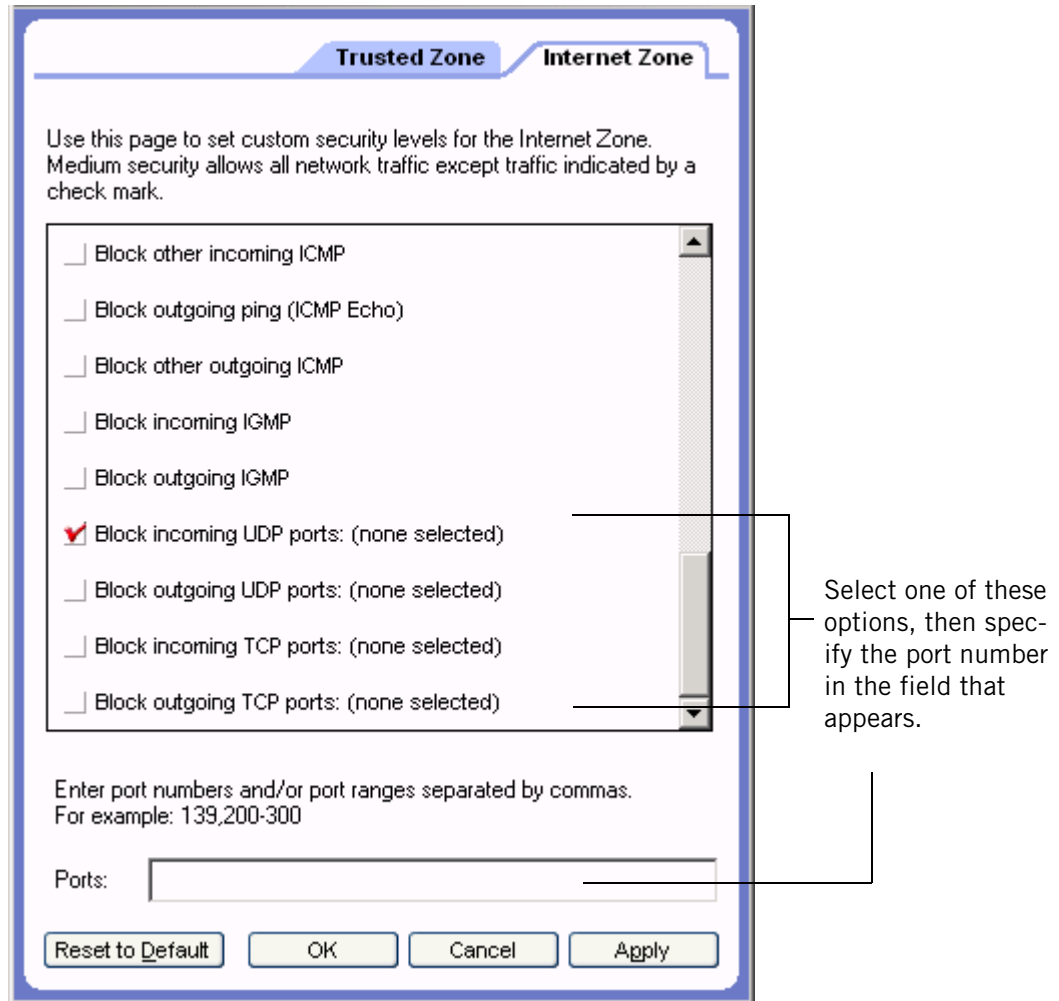 Trusted Zone
Internet Zone
Use this page to set custom security levels for the Internet Zone.
Medium security allows all network traffic except traffic indicated by a
check mark.
Block other incoming ICMP
Block outgoing ping (ICMP Echo)
Block other outgoing ICMP
Block incoming IGMP
Block outgoing IGMP
Block incoming UDP ports: (none selected)
Block outgoing UDP ports: (none selected)
Block incoming TCP ports: (none selected)
Block outgoing TCP ports: (none selected)
Select one of these
options, then spec-
ify the port number
in the field that
appears.
Enter port numbers and/or port ranges separated by commas.
For example: 139,200-300
Ports:
Reset to Default
OK
Cancel
Apply